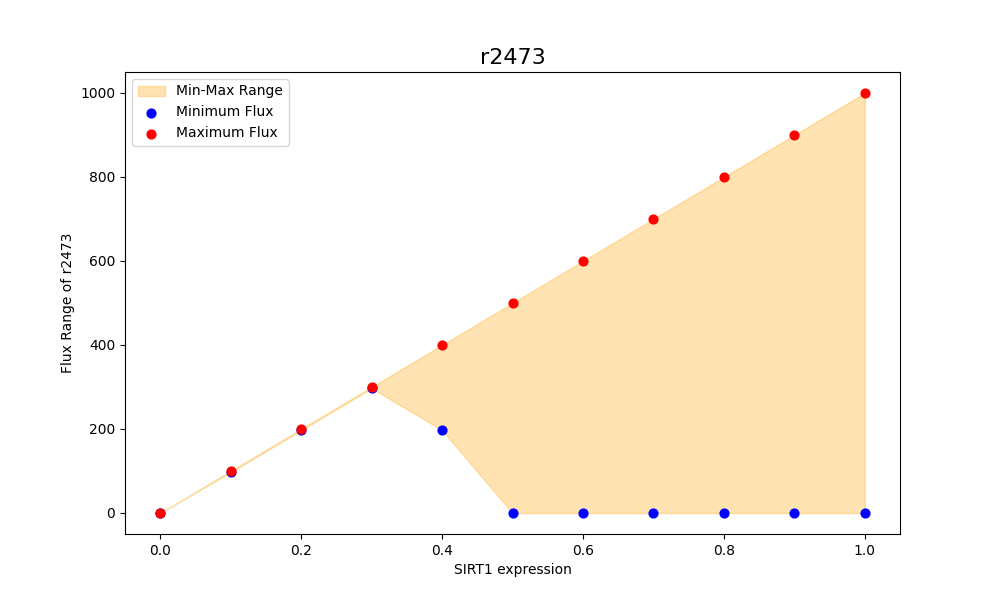 r2473
Min-Max Range
Minimum Flux
Maximum Flux
1000
800
600
400
200
0
Flux Range of r2473
0.0 0.2 0.4 0.6 0.8 1.0
SIRT1 expression